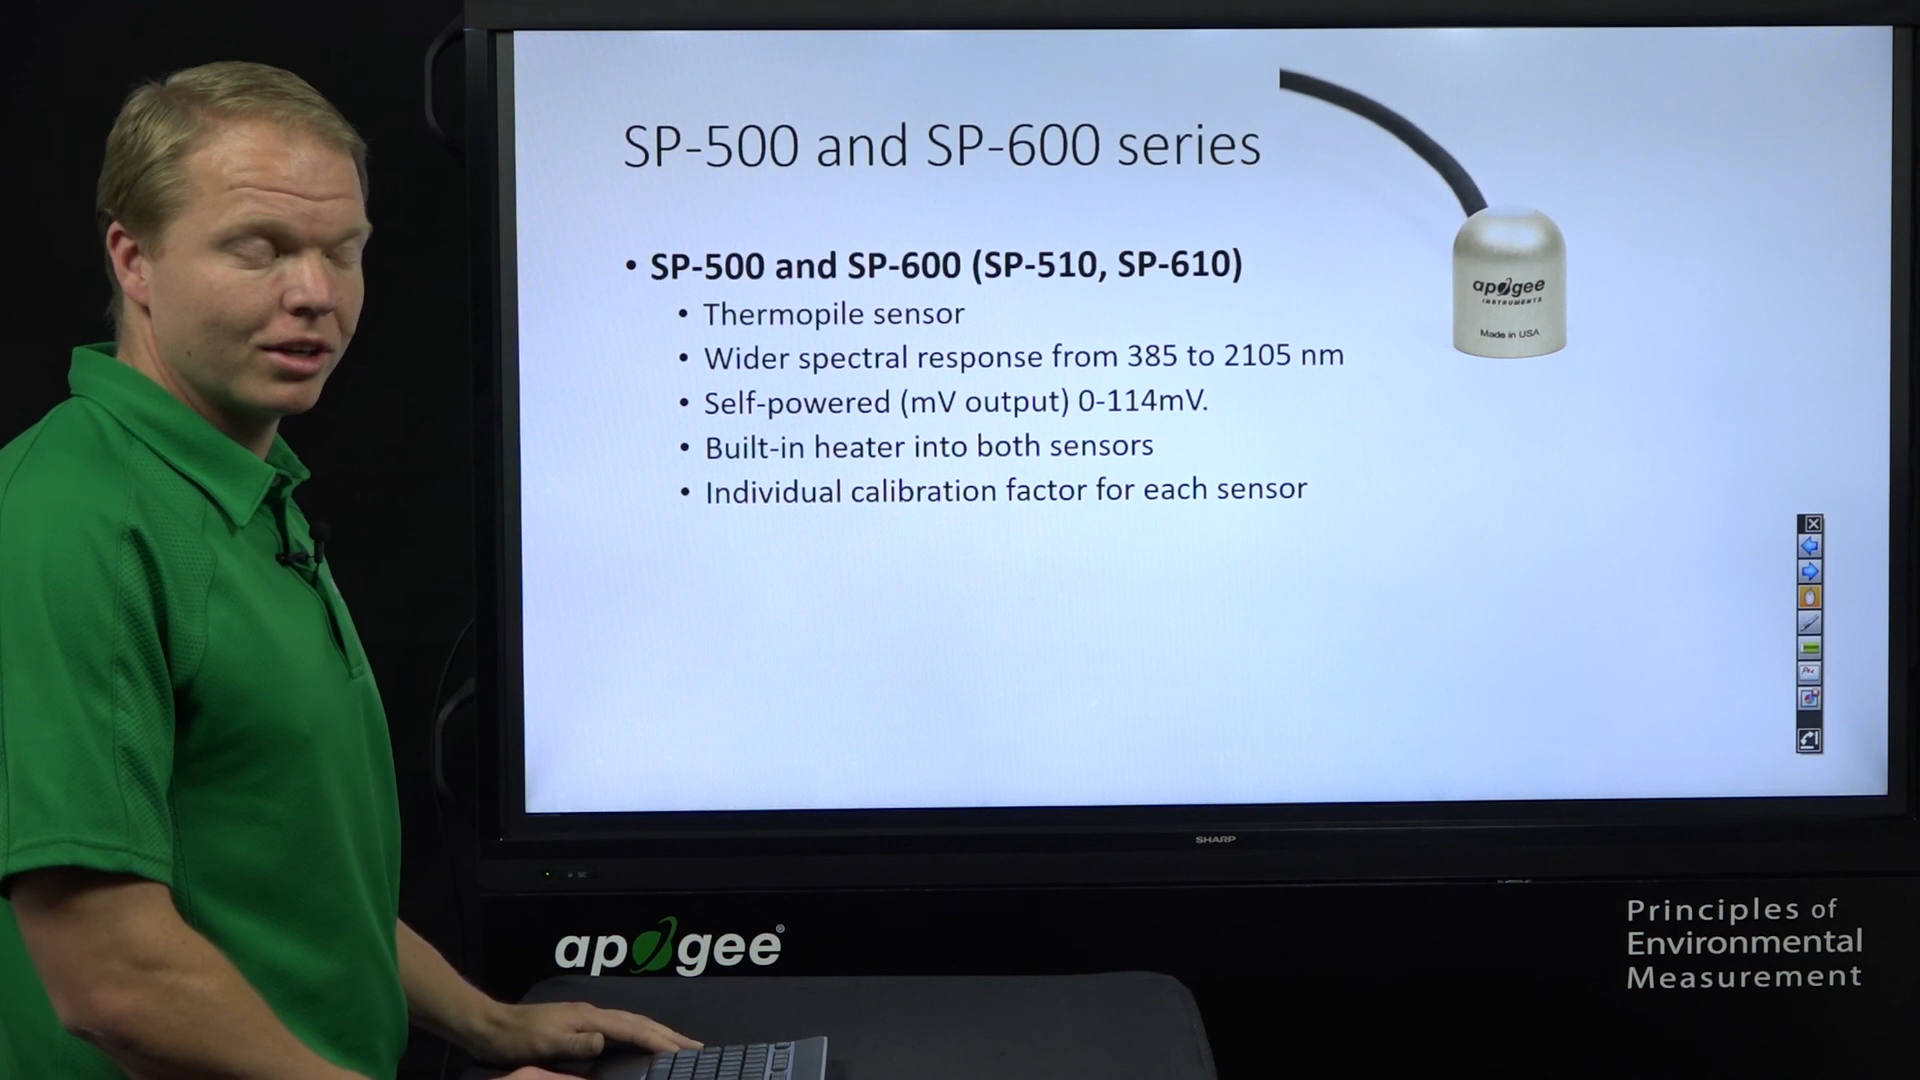 SP-500 and SP-600 series
• SP-500 and SP-600 (SP-510, SP-610)
• Thermopile sensor
• Wider spectral response from 385 to 2105 nm
• Self-powered (mV output) 0-114mV.
• Built-in heater into both sensors
• Individual calibration factor for each sensor
apogee
INSTRUMENTS
Made in USA
SHARP
apogee®
Principles of
Environmental
Measurement